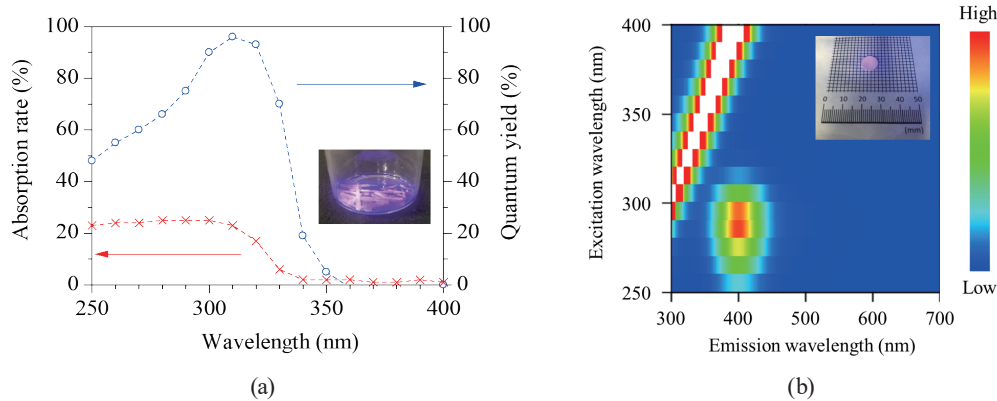 100
80
60
40
20
0
Absorption rate (%)
100
80
60
40
20
0
Quantum yield (%)
250
300
350
400
Wavelength (nm)
(a)
400
350
300
250
Excitation wavelength (nm)
0 10 20 30 40 50
(mm)
300
400
500
600
700
Emission wavelength (nm)
High
Low
(b)